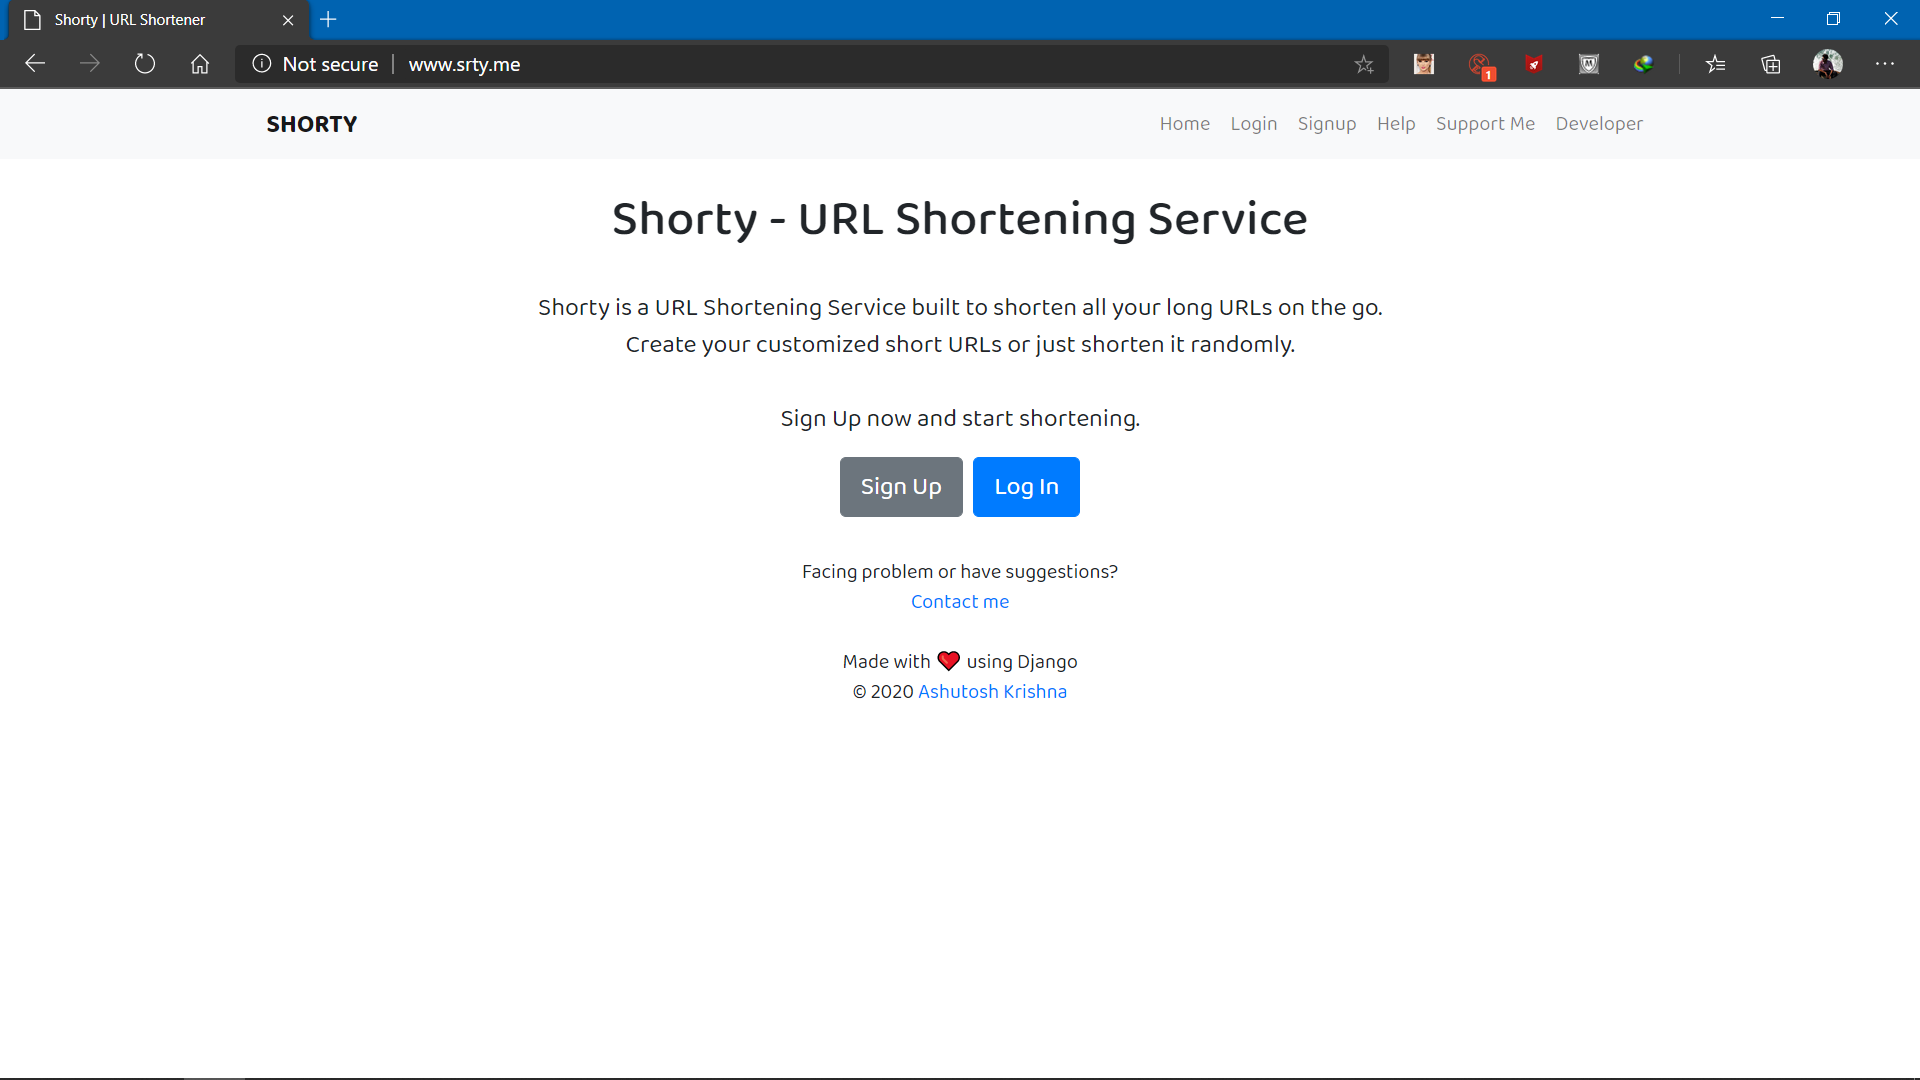 Shorty | URL Shortener
Not secure | www.srty.me
1
SHORTY
Home Login Signup Help Support Me Developer
Shorty - URL Shortening Service
Shorty is a URL Shortening Service built to shorten all your long URLs on the go.
Create your customized short URLs or just shorten it randomly.
Sign Up now and start shortening.
Sign Up Log In
Facing problem or have suggestions?
Contact me
Made with ❤ using Django
© 2020 Ashutosh Krishna